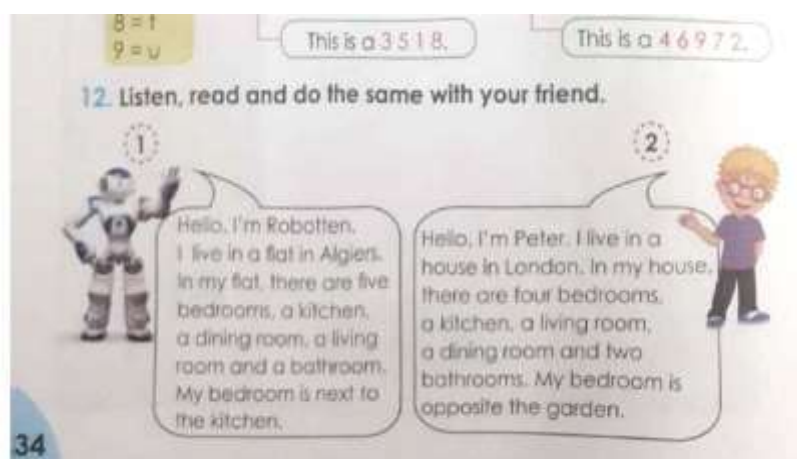 8 = t
9 = u
This is a 3 5 1 8.
This is a 4 6 9 7 2.
12. Listen, read and do the same with your friend.
1
2
Hello, I'm Robotten.
I live in a flat in Algiers.
In my flat, there are five
bedrooms, a kitchen,
a dining room, a living
room and a bathroom.
My bedroom is next to
the kitchen.
Hello, I'm Peter. I live in a
house in London. In my house,
there are four bedrooms,
a kitchen, a living room,
a dining room and two
bathrooms. My bedroom is
opposite the garden.
34